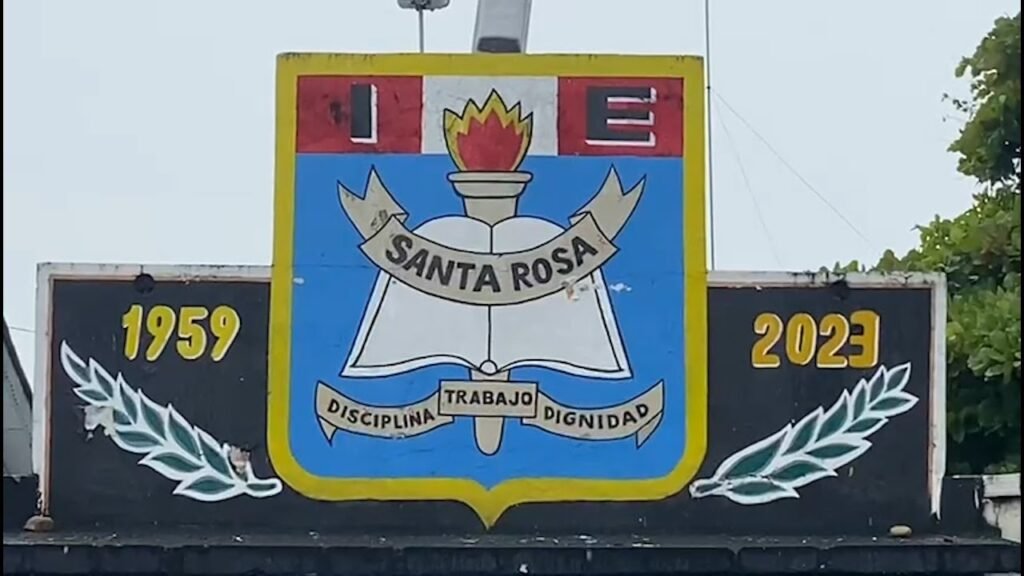 I E
SANTA ROSA
1959
2023
DISCIPLINA TRABAJO DIGNIDAD